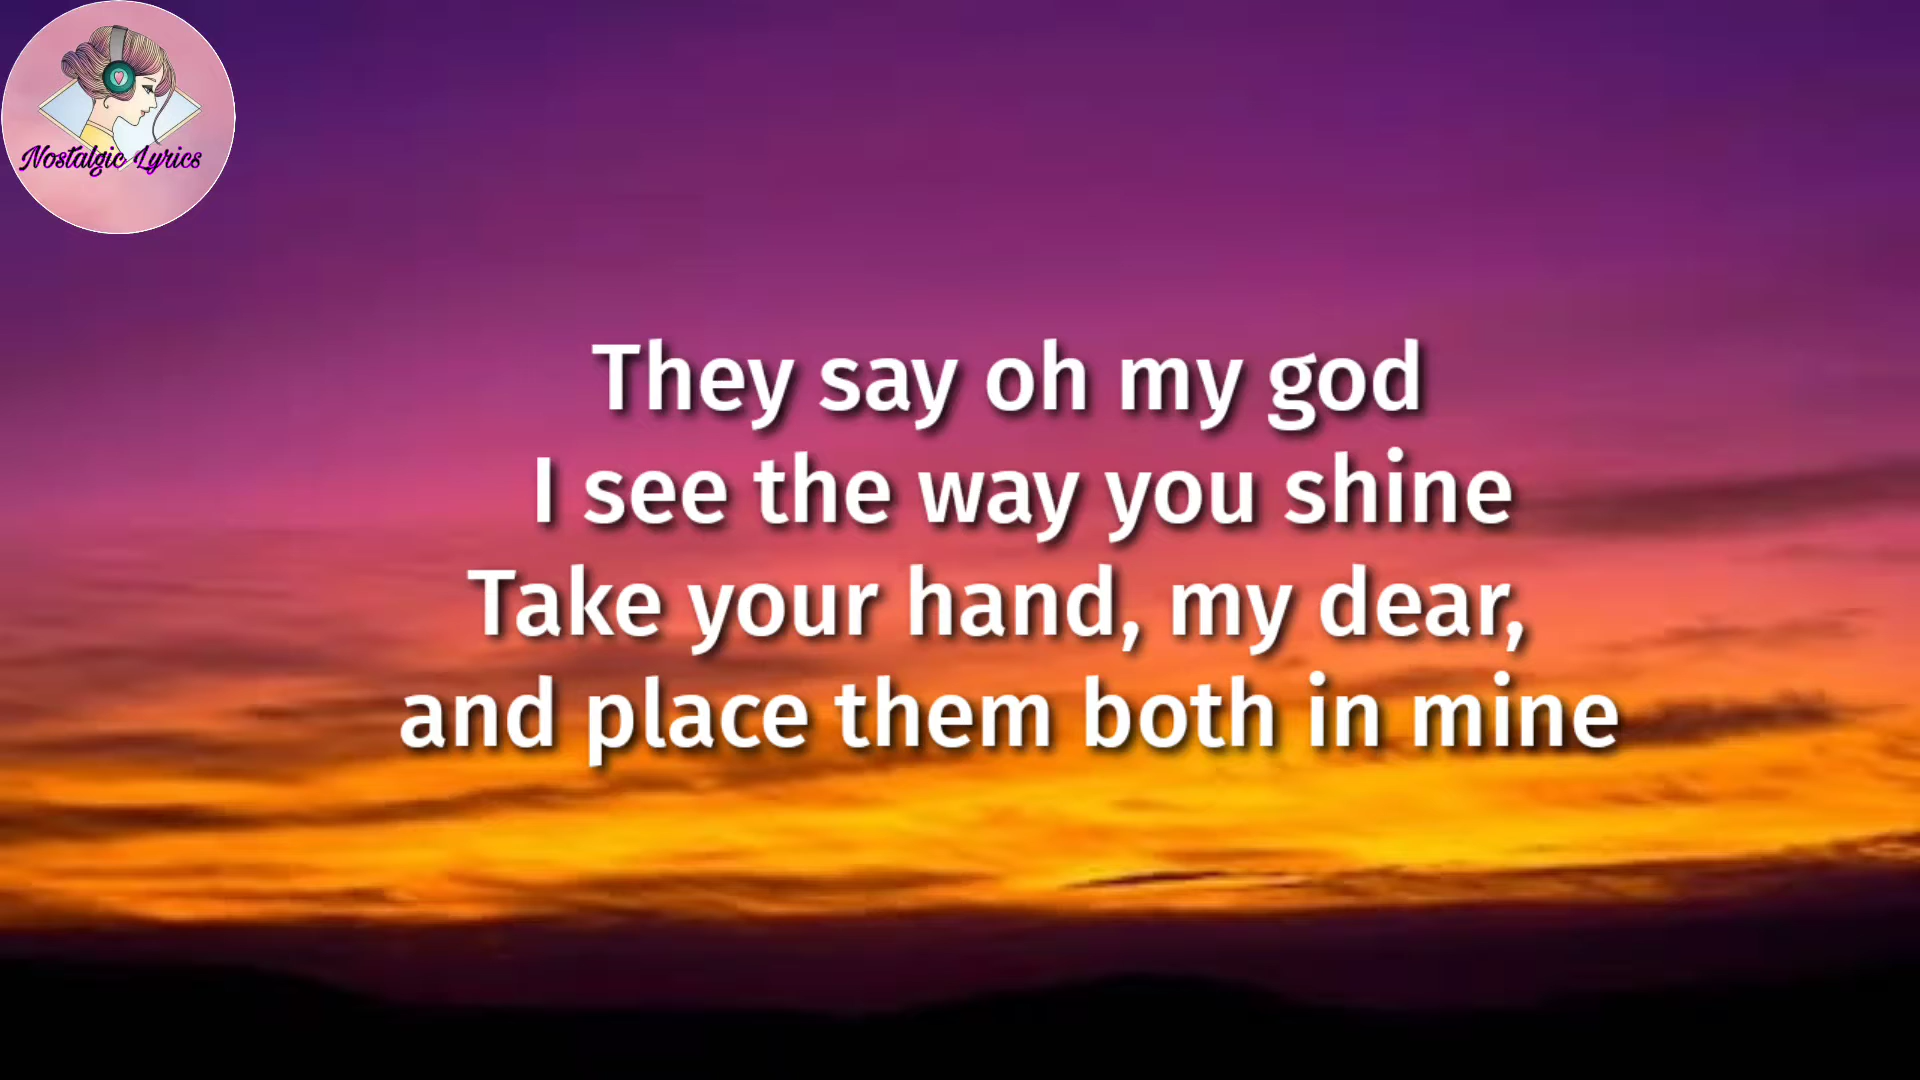 Nostalgic Lyrics
They say oh my god
I see the way you shine
Take your hand, my dear,
and place them both in mine